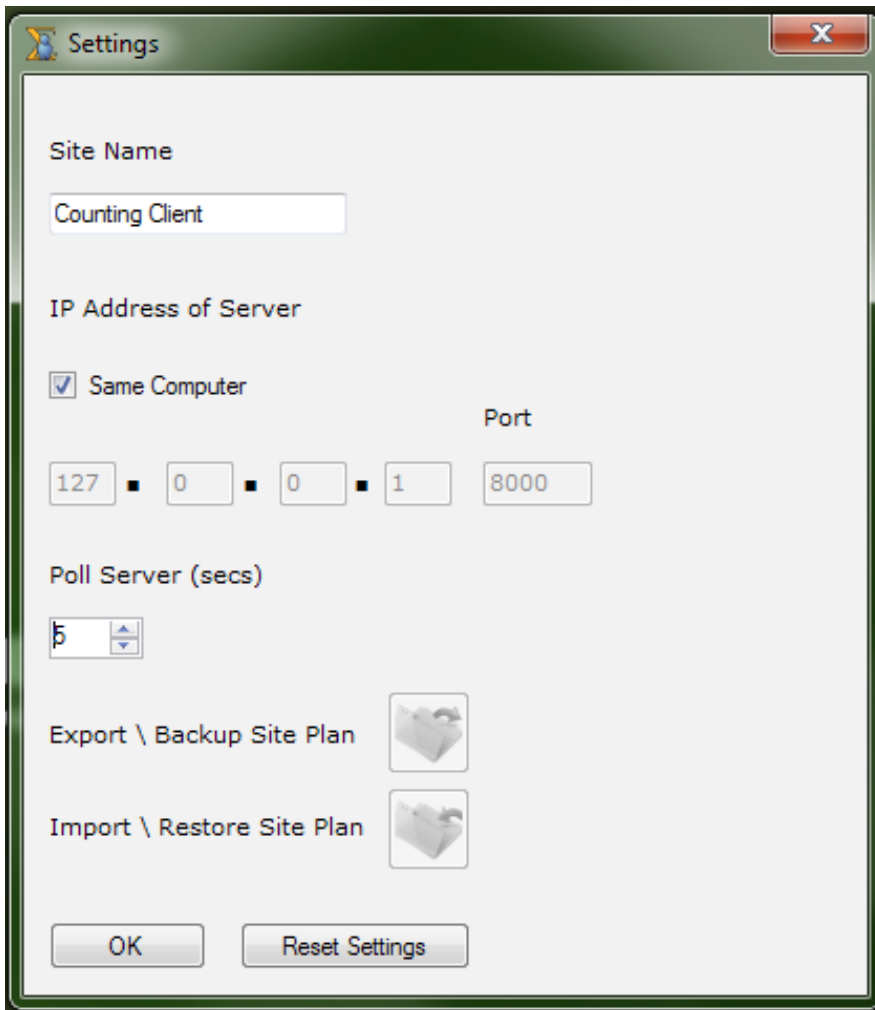 Settings
Site Name
Counting Client
IP Address of Server
Same Computer
Port
127 . 0 . 0 . 1 8000
Poll Server (secs)
5
Export \ Backup Site Plan
Import \ Restore Site Plan
OK Reset Settings